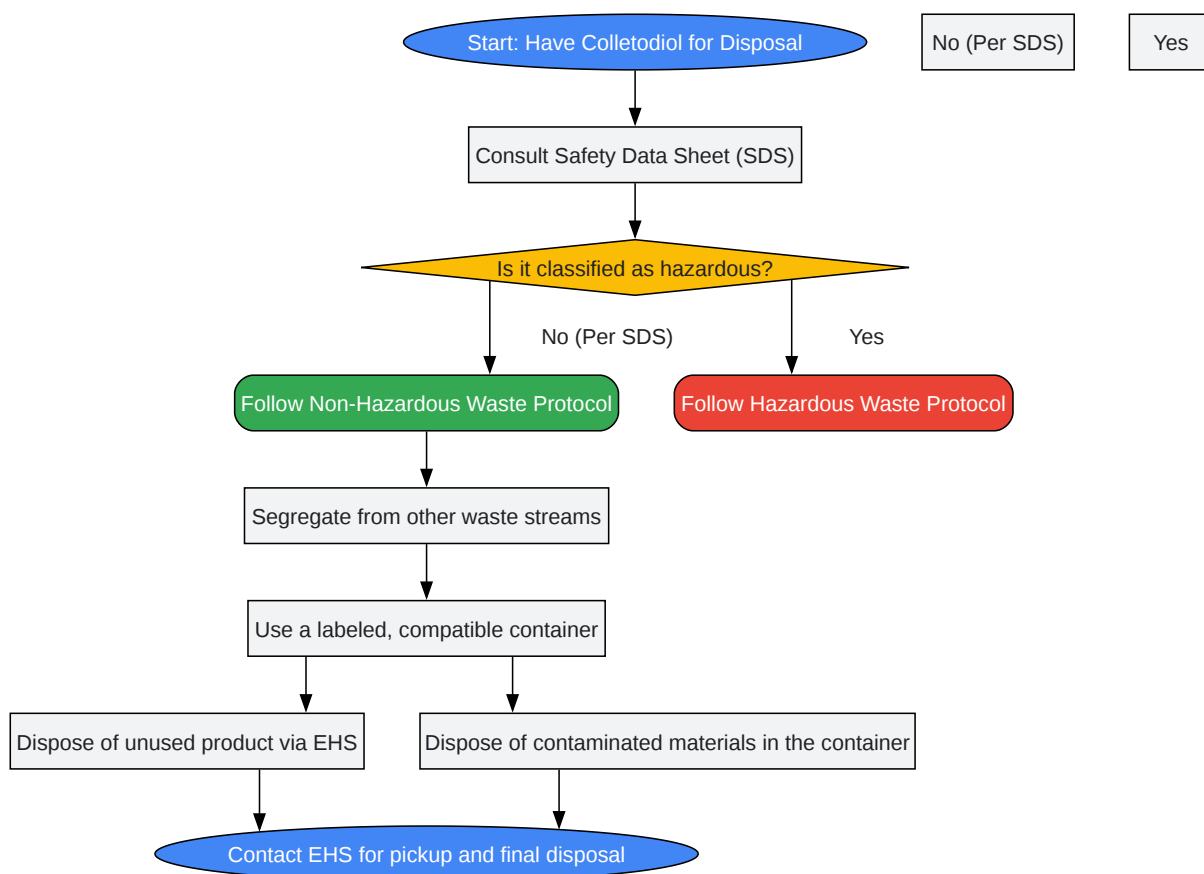 Start: Have Colletodiol for Disposal
No (Per SDS)
Yes
Consult Safety Data Sheet (SDS)
Is it classified as hazardous?
No (Per SDS)
Yes
Follow Non-Hazardous Waste Protocol
Follow Hazardous Waste Protocol
Segregate from other waste streams
Use a labeled, compatible container
Dispose of unused product via EHS
Dispose of contaminated materials in the container
Contact EHS for pickup and final disposal